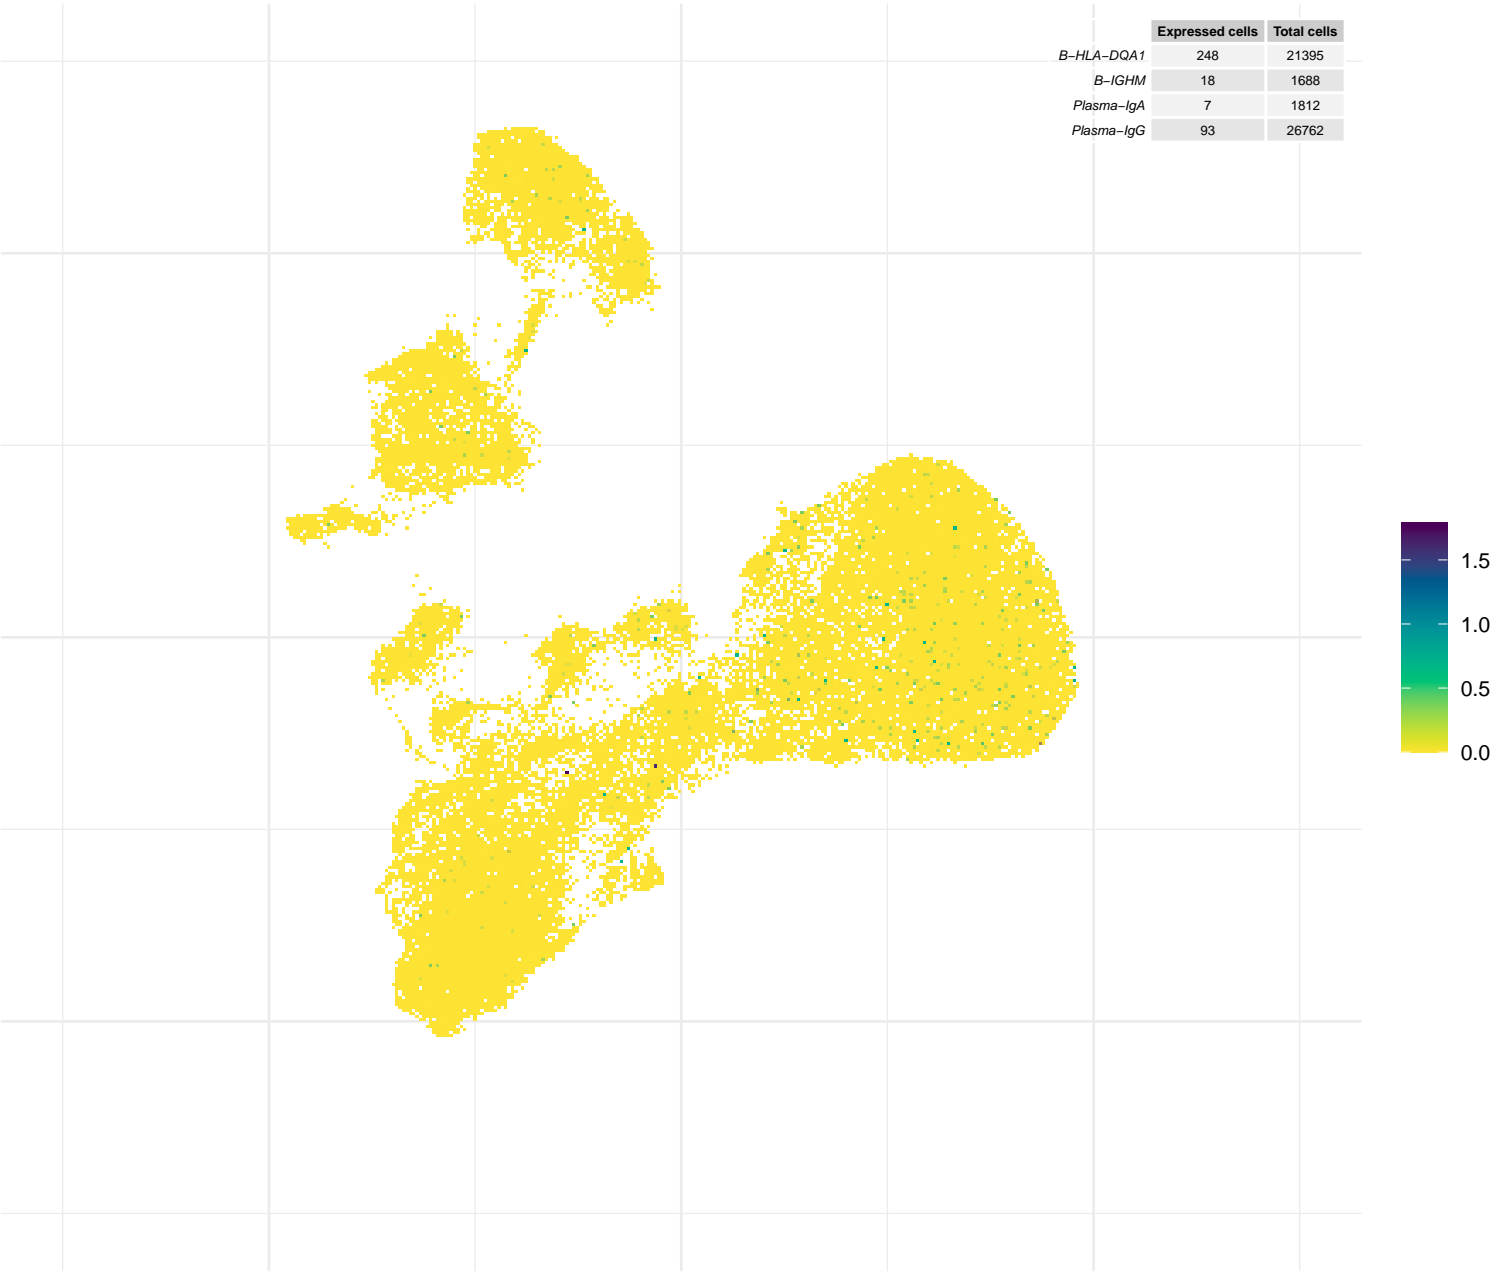 Expressed cells Total cells
B−HLA−DQA1 248 21395
B−IGHM 18 1688
Plasma−IgA 7 1812
Plasma−IgG 93 26762
1.5
1.0
0.5
0.0